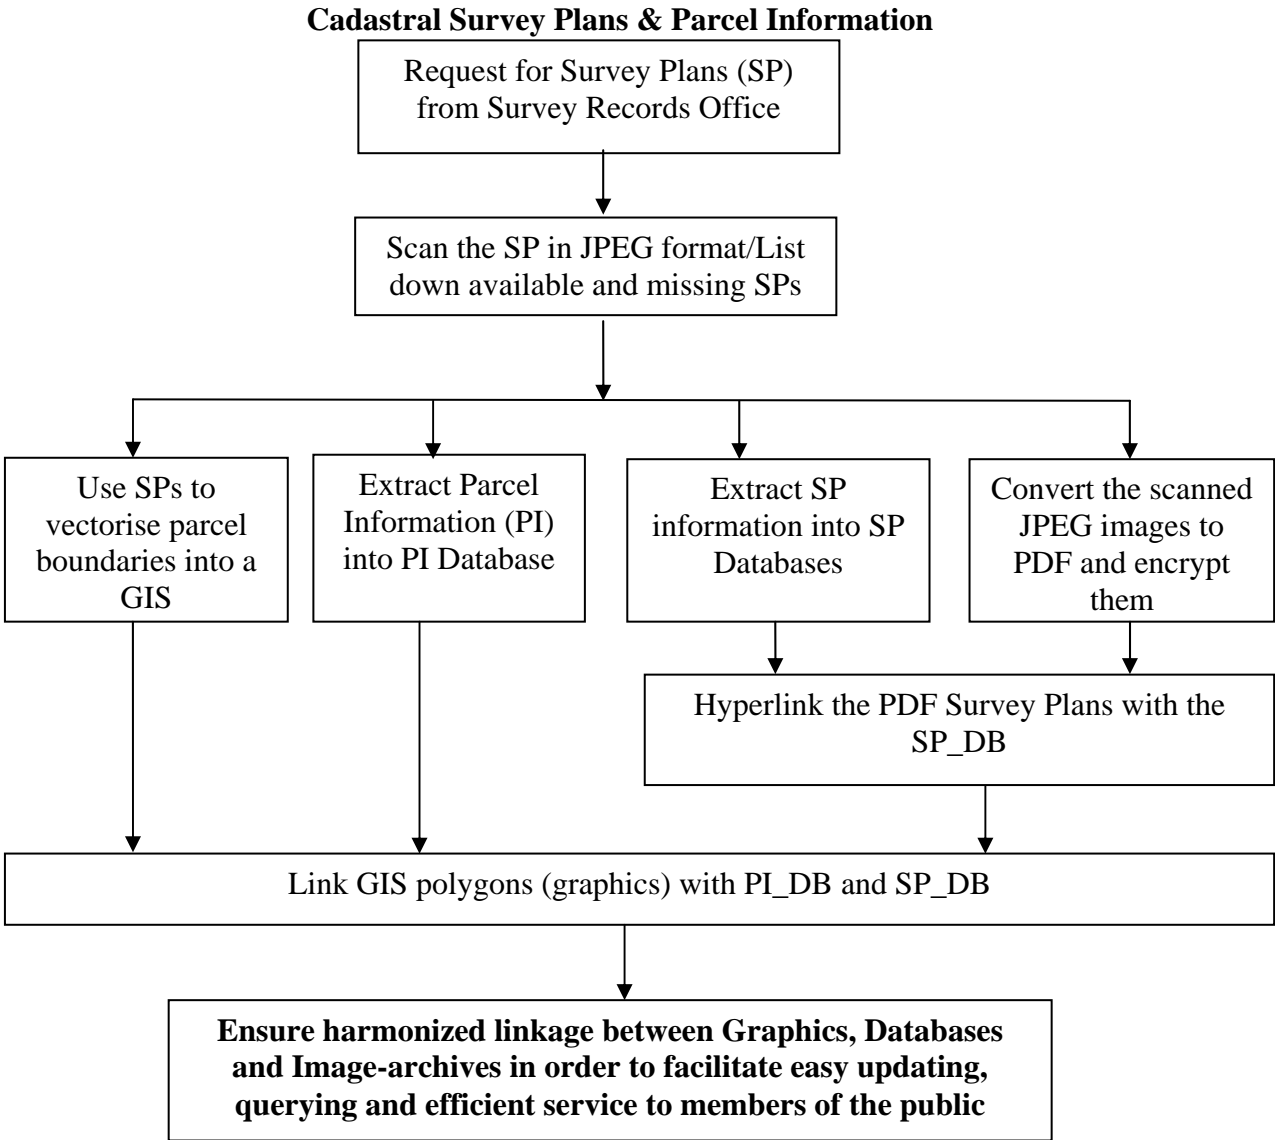 Cadastral Survey Plans & Parcel Information
Request for Survey Plans (SP)
from Survey Records Office
Scan the SP in JPEG format/List
down available and missing SPs
Use SPs to
vectorise parcel
boundaries into a
GIS
Extract Parcel
Information (PI)
into PI Database
Extract SP
information into SP
Databases
Convert the scanned
JPEG images to
PDF and encrypt
them
Hyperlink the PDF Survey Plans with the
SP_DB
Link GIS polygons (graphics) with PI_DB and SP_DB
Ensure harmonized linkage between Graphics, Databases
and Image-archives in order to facilitate easy updating,
querying and efficient service to members of the public